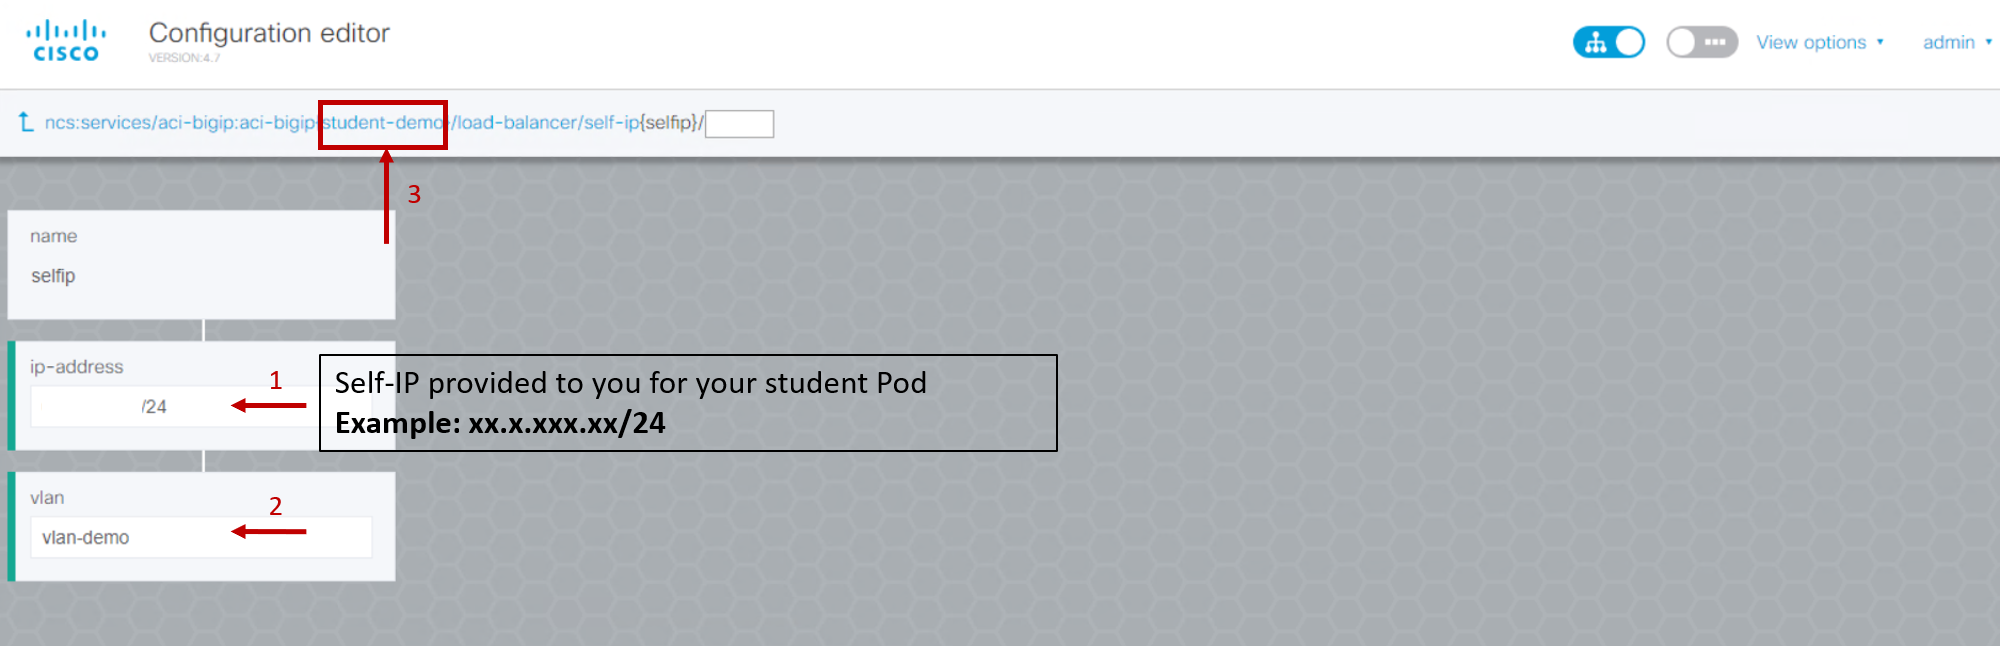 CISCO
Configuration editor
VERSION:4.7
View options
admin
ncs:services/aci-bigip:aci-bigip{student-demo}/load-balancer/self-ip{selfip}/
3
name
selfip
ip-address
/24
1
Self-IP provided to you for your student Pod
Example: xx.x.xxx.xx/24
vlan
vlan-demo
2